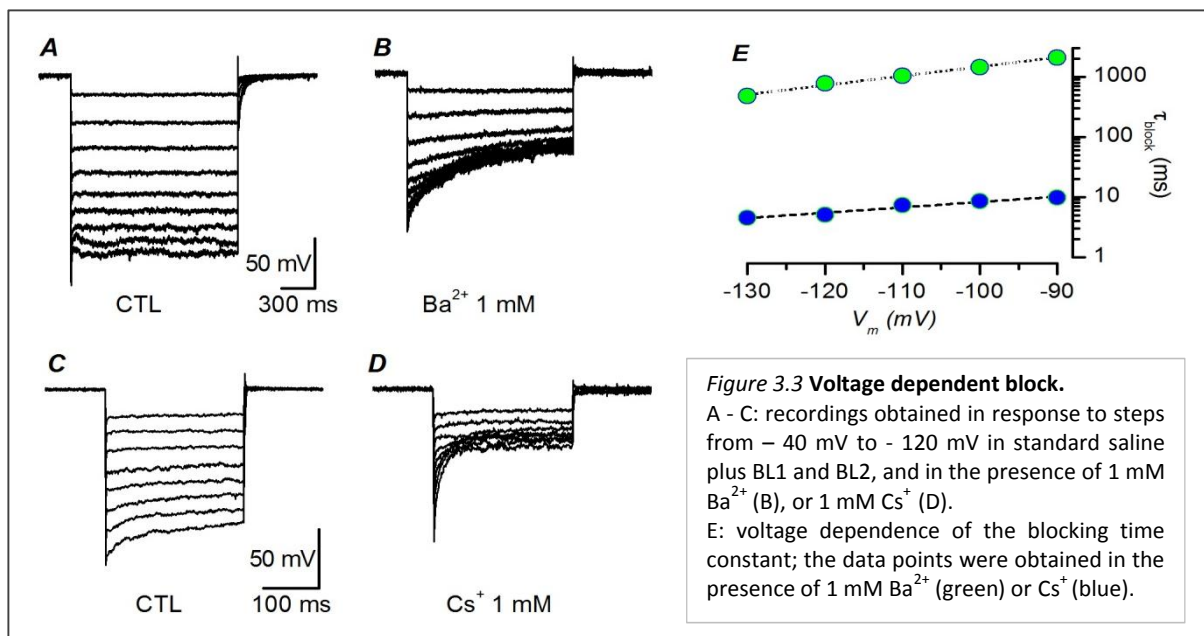 A
B
50 mV
300 ms
CTL
Ba²⁺ 1 mM
E
1000
100
10
1
τblock (ms)
-130 -120 -110 -100 -90
Vm (mV)
C
D
50 mV
100 ms
CTL
Cs⁺ 1 mM
Figure 3.3 Voltage dependent block.
A - C: recordings obtained in response to steps
from – 40 mV to - 120 mV in standard saline
plus BL1 and BL2, and in the presence of 1 mM
Ba²⁺ (B), or 1 mM Cs⁺ (D).
E: voltage dependence of the blocking time
constant; the data points were obtained in the
presence of 1 mM Ba²⁺ (green) or Cs⁺ (blue).